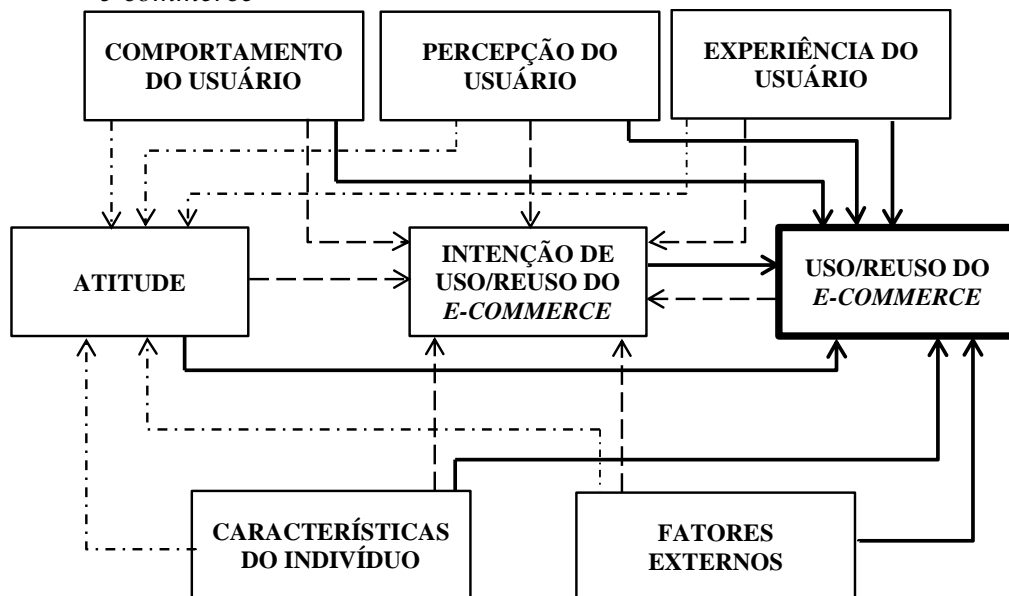 e-commerce
COMPORTAMENTO
DO USUÁRIO
PERCEPÇÃO DO
USUÁRIO
EXPERIÊNCIA DO
USUÁRIO
ATITUDE
INTENÇÃO DE
USO/REUSO DO
E-COMMERCE
USO/REUSO DO
E-COMMERCE
CARACTERÍSTICAS
DO INDIVÍDUO
FATORES
EXTERNOS